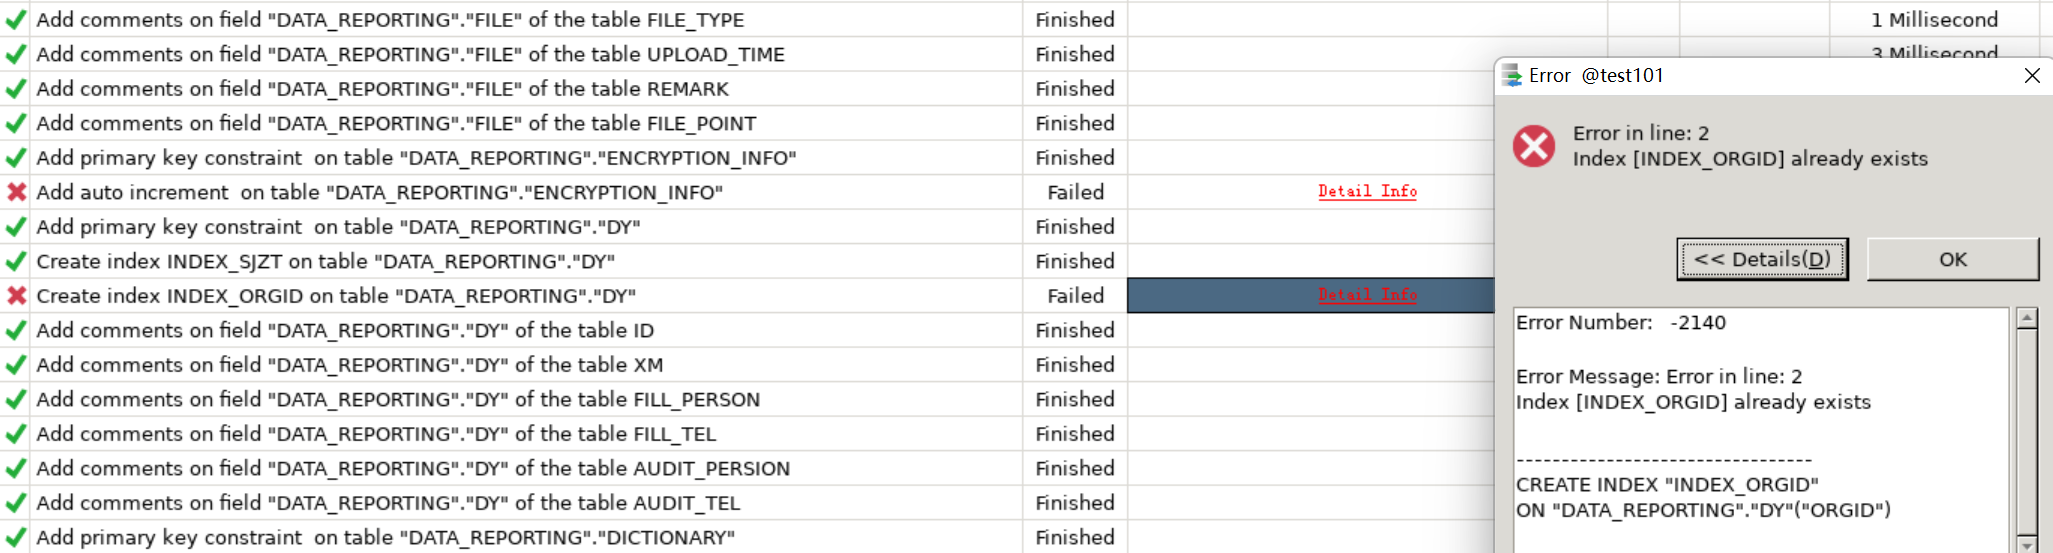 Add comments on field "DATA_REPORTING"."FILE" of the table FILE_TYPE Finished 1 Millisecond
Add comments on field "DATA_REPORTING"."FILE" of the table UPLOAD_TIME Finished 3 Millisecond
Add comments on field "DATA_REPORTING"."FILE" of the table REMARK Finished
Add comments on field "DATA_REPORTING"."FILE" of the table FILE_POINT Finished
Add primary key constraint  on table "DATA_REPORTING"."ENCRYPTION_INFO" Finished
Add auto increment  on table "DATA_REPORTING"."ENCRYPTION_INFO" Failed Detail Info
Add primary key constraint  on table "DATA_REPORTING"."DY" Finished
Create index INDEX_SJZT on table "DATA_REPORTING"."DY" Finished
Create index INDEX_ORGID on table "DATA_REPORTING"."DY" Failed Detail Info
Add comments on field "DATA_REPORTING"."DY" of the table ID Finished
Add comments on field "DATA_REPORTING"."DY" of the table XM Finished
Add comments on field "DATA_REPORTING"."DY" of the table FILL_PERSON Finished
Add comments on field "DATA_REPORTING"."DY" of the table FILL_TEL Finished
Add comments on field "DATA_REPORTING"."DY" of the table AUDIT_PERSION Finished
Add comments on field "DATA_REPORTING"."DY" of the table AUDIT_TEL Finished
Add primary key constraint  on table "DATA_REPORTING"."DICTIONARY" Finished
Error @test101
Error in line: 2
Index [INDEX_ORGID] already exists
<< Details(D) OK
Error Number: -2140
Error Message: Error in line: 2
Index [INDEX_ORGID] already exists
---------------------------------
CREATE INDEX "INDEX_ORGID"
ON "DATA_REPORTING"."DY"("ORGID")